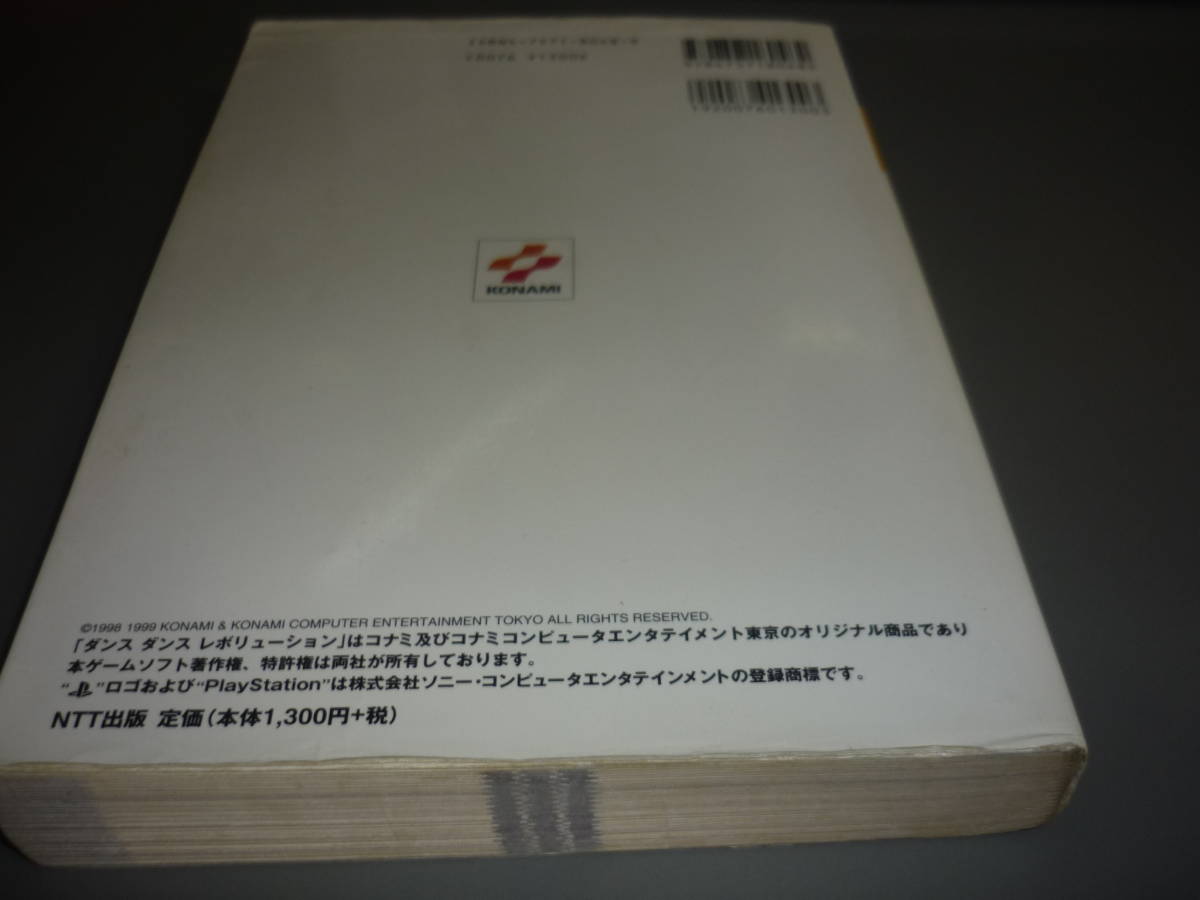 KONAMI
©1998 1999 KONAMI & KONAMI COMPUTER ENTERTAINMENT TOKYO ALL RIGHTS RESERVED.
「ダンス ダンス レボリューション」はコナミ及びコナミコンピュータエンタテイメント東京のオリジナル商品であり
本ゲームソフト著作権、特許権は両社が所有しております。
“PS”ロゴおよび“PlayStation”は株式会社ソニー・コンピュータエンタテインメントの登録商標です。
NTT出版 定価(本体1,300円+税)